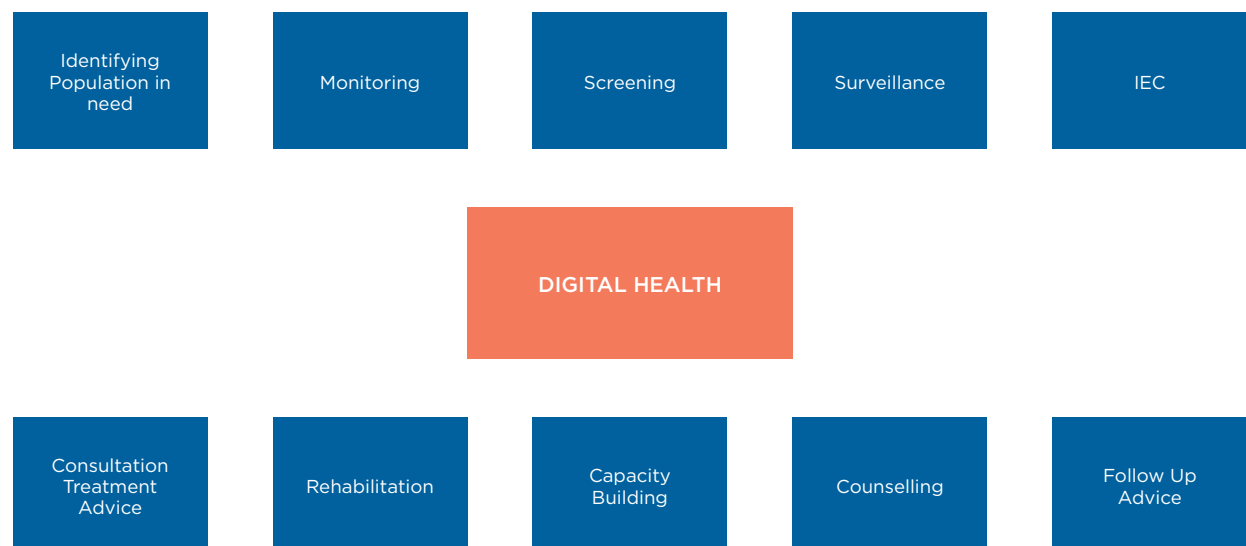 Identifying
Population in
need
Monitoring
Screening
Surveillance
IEC
DIGITAL HEALTH
Consultation
Treatment
Advice
Rehabilitation
Capacity
Building
Counselling
Follow Up
Advice